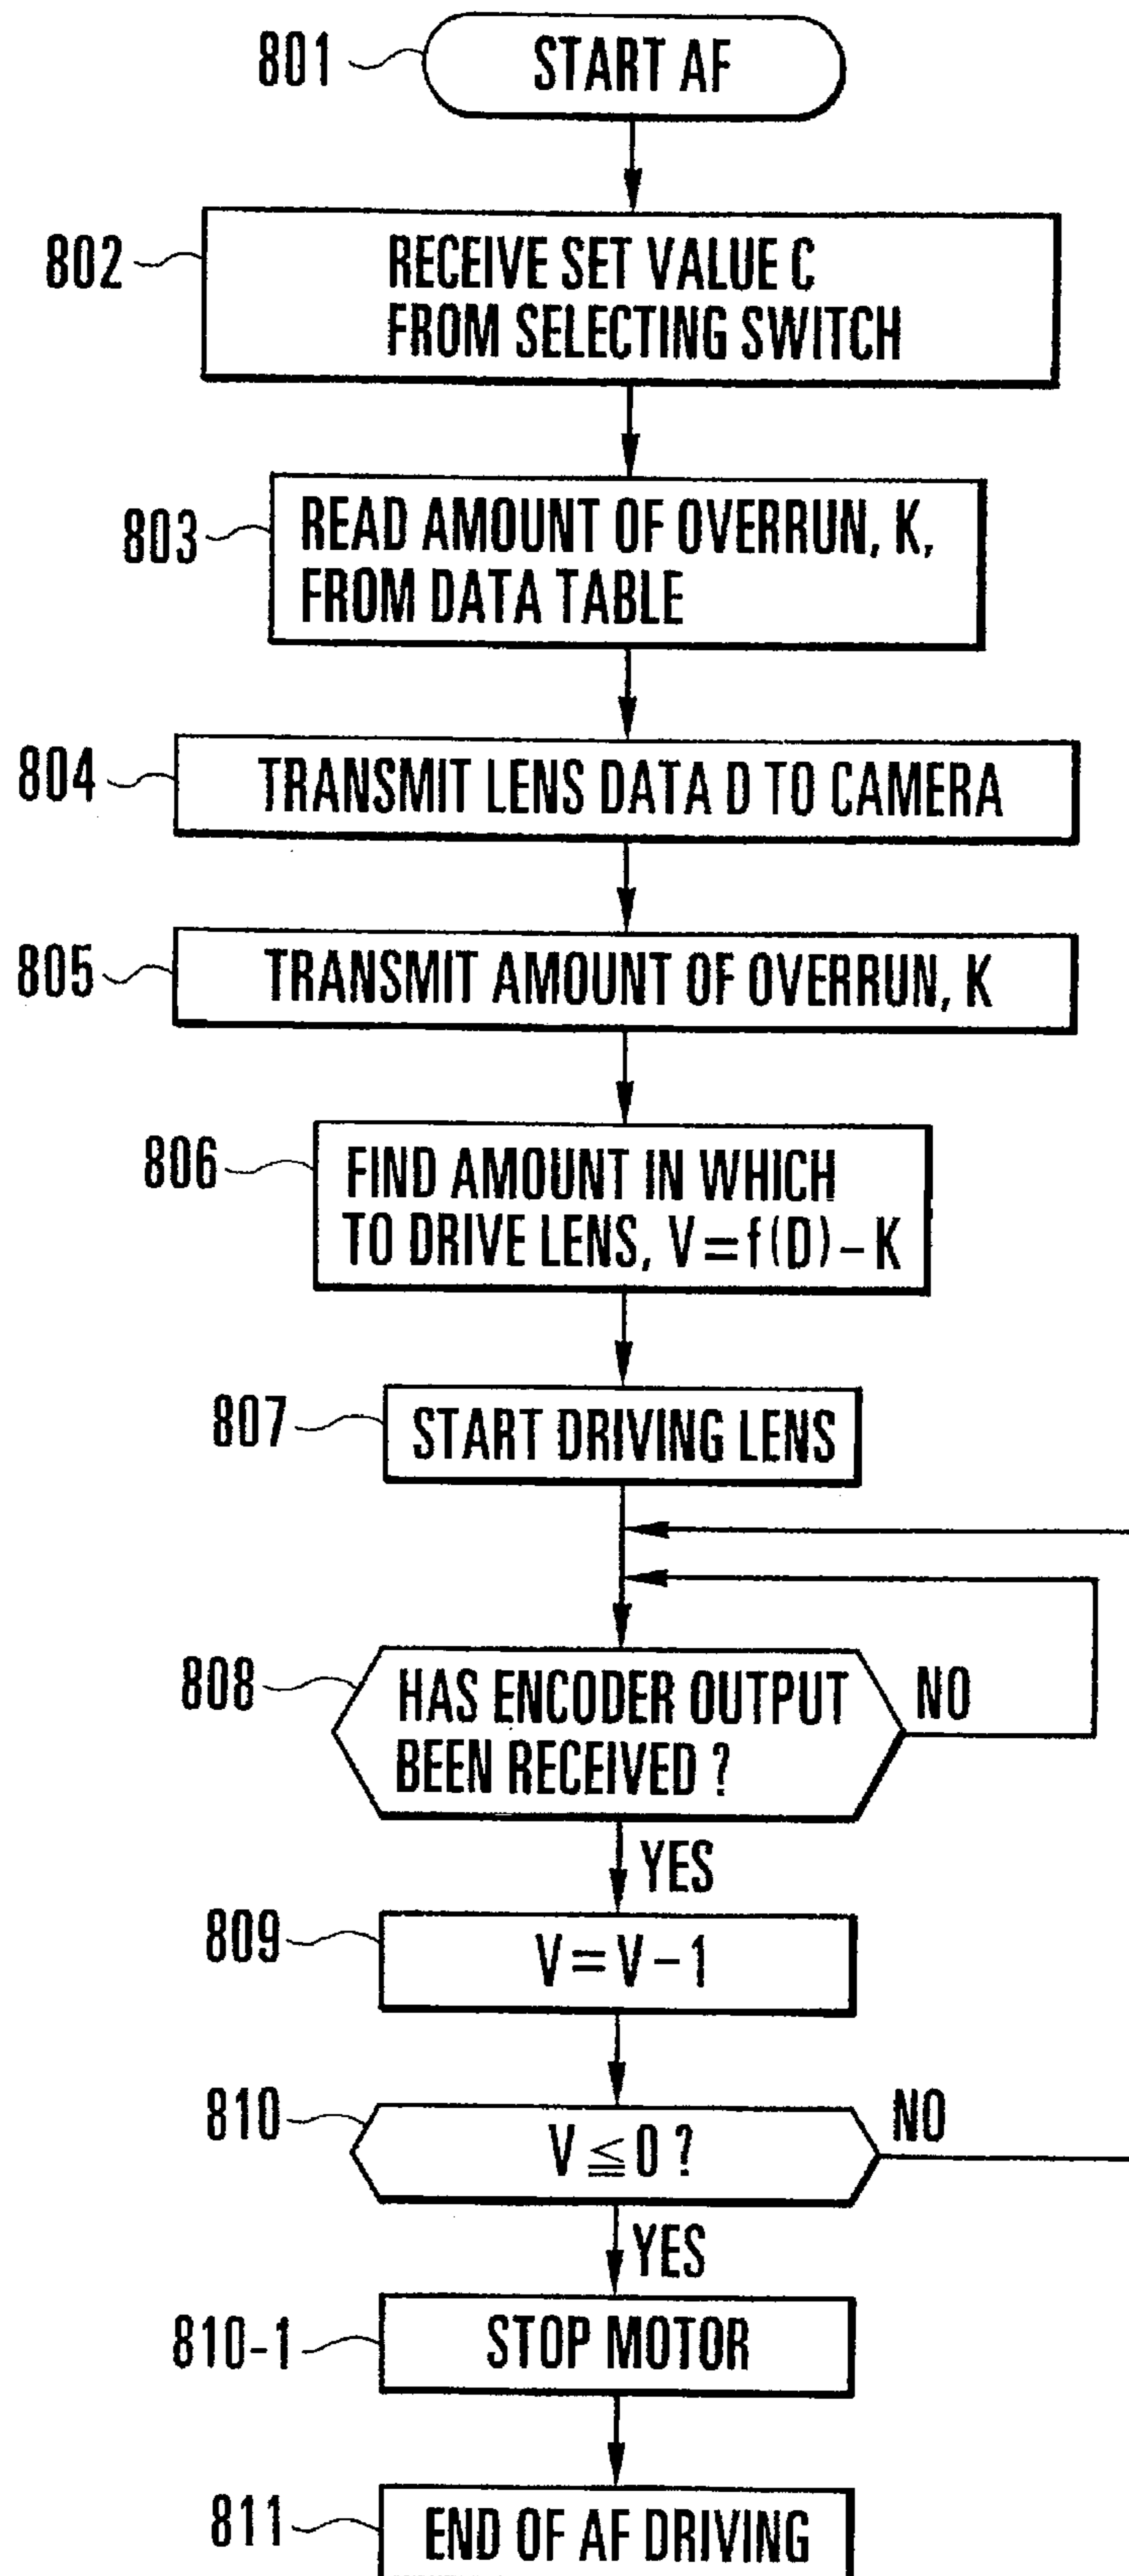 801
START AF
802
RECEIVE SET VALUE C
FROM SELECTING SWITCH
803
READ AMOUNT OF OVERRUN, K,
FROM DATA TABLE
804
TRANSMIT LENS DATA D TO CAMERA
805
TRANSMIT AMOUNT OF OVERRUN, K
806
FIND AMOUNT IN WHICH
TO DRIVE LENS, V=f(D)-K
807
START DRIVING LENS
808
HAS ENCODER OUTPUT
BEEN RECEIVED ?
NO
YES
809
V=V-1
810
V≦0 ?
NO
YES
810-1
STOP MOTOR
811
END OF AF DRIVING